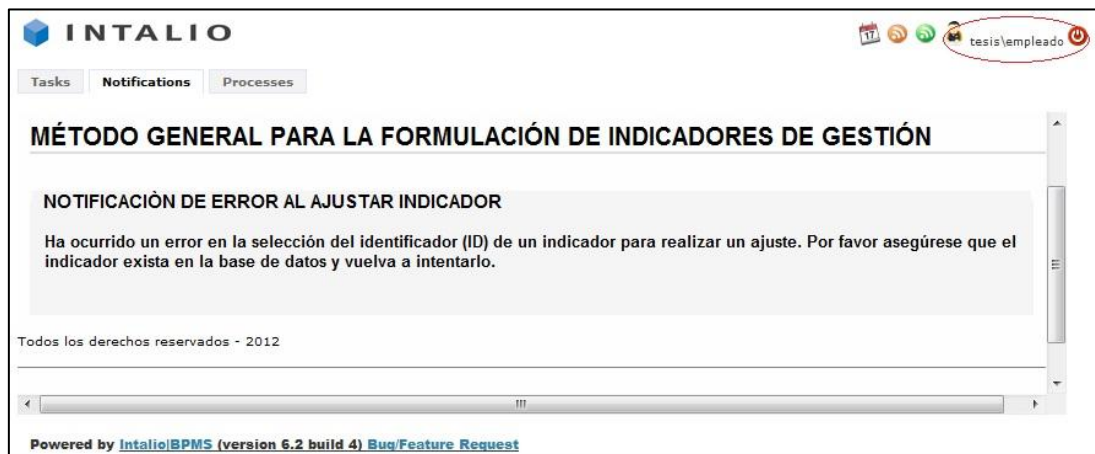 INTALIO
17
tesis\empleado
Tasks Notifications Processes
MÉTODO GENERAL PARA LA FORMULACIÓN DE INDICADORES DE GESTIÓN
NOTIFICACIÒN DE ERROR AL AJUSTAR INDICADOR
Ha ocurrido un error en la selección del identificador (ID) de un indicador para realizar un ajuste. Por favor asegúrese que el
indicador exista en la base de datos y vuelva a intentarlo.
Todos los derechos reservados - 2012
Powered by Intalio|BPMS (version 6.2 build 4) Bug/Feature Request